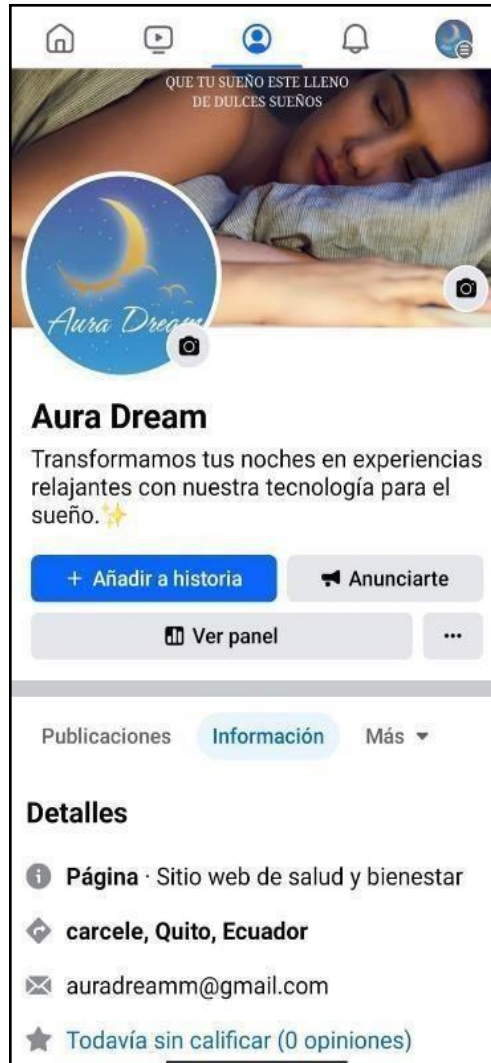 QUE TU SUEÑO ESTE LLENO
DE DULCES SUEÑOS
Aura Dream
Aura Dream
Transformamos tus noches en experiencias
relajantes con nuestra tecnología para el
sueño.✨
+ Añadir a historia
Anunciarte
Ver panel
Publicaciones
Información
Más
Detalles
Página · Sitio web de salud y bienestar
carcele, Quito, Ecuador
auradreamm@gmail.com
Todavía sin calificar (0 opiniones)